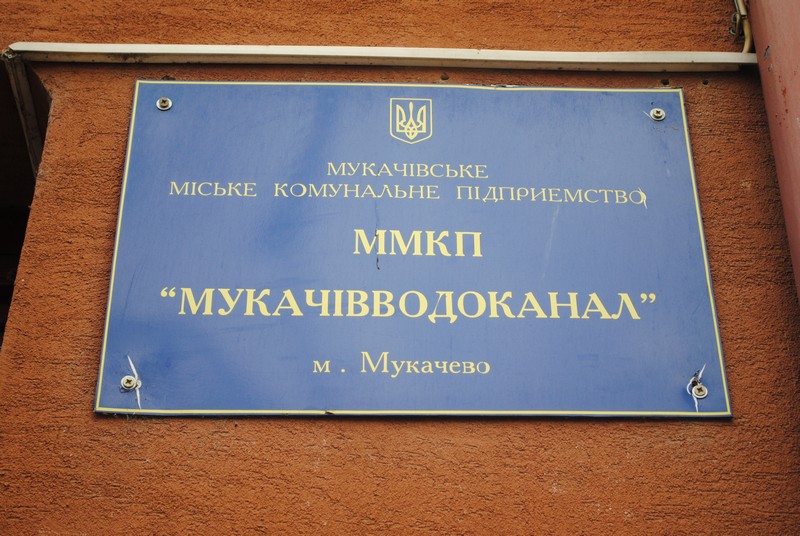 МУКАЧІВСЬКЕ
МІСЬКЕ КОМУНАЛЬНЕ ПІДПРИЕМСТВО
ММКП
“МУКАЧІВВОДОКАНАЛ”
м . Мукачево